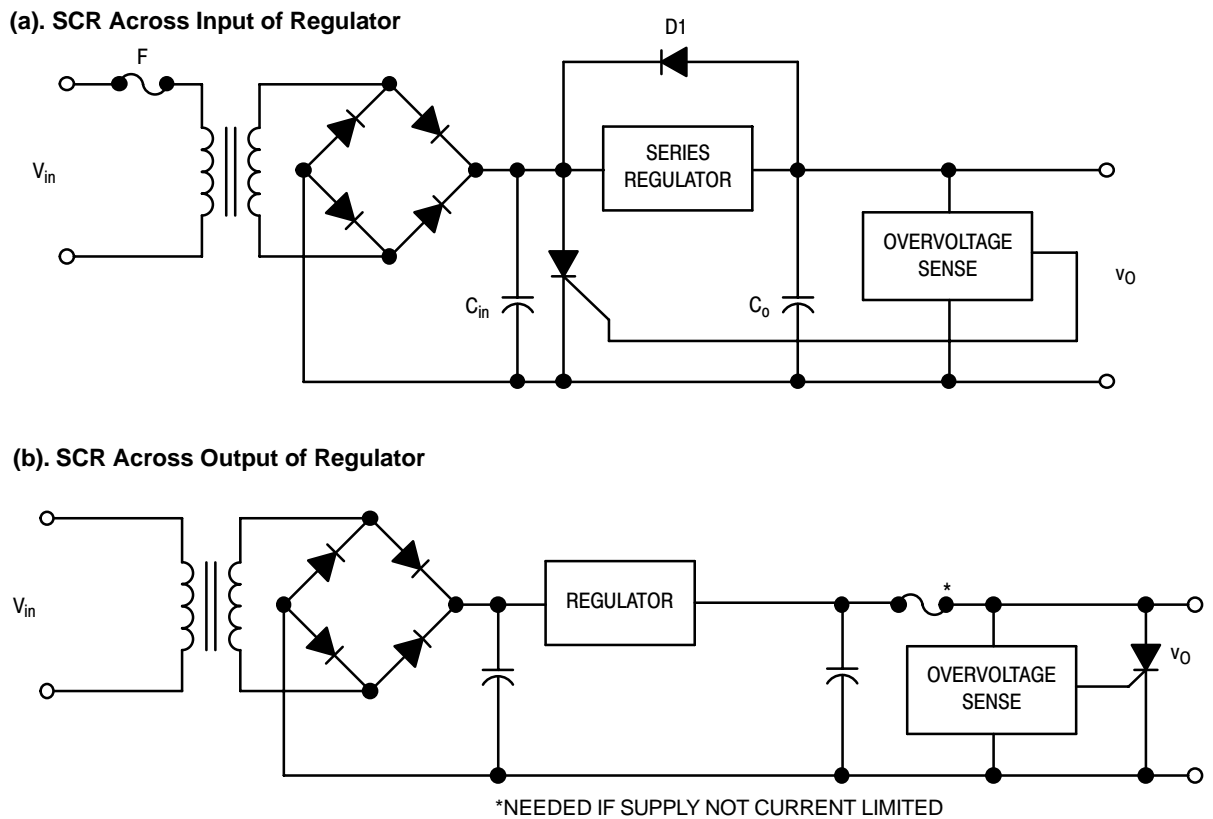 (a). SCR Across Input of Regulator
D1
F
SERIES
REGULATOR
V_in
OVERVOLTAGE
SENSE
v_O
C_in
C_o
(b). SCR Across Output of Regulator
*
V_in
REGULATOR
v_O
OVERVOLTAGE
SENSE
*NEEDED IF SUPPLY NOT CURRENT LIMITED